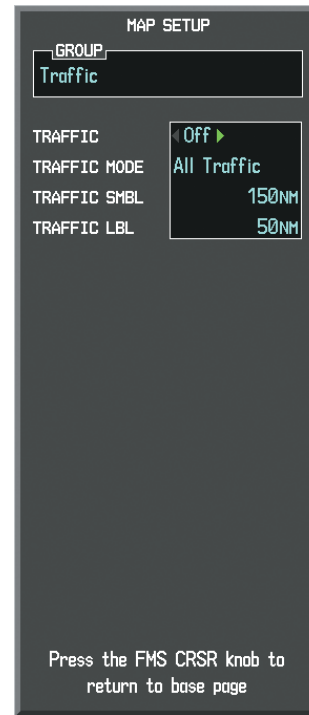 MAP SETUP
GROUP
Traffic
TRAFFIC Off
TRAFFIC MODE All Traffic
TRAFFIC SMBL 150NM
TRAFFIC LBL 50NM
Press the FMS CRSR knob to
return to base page